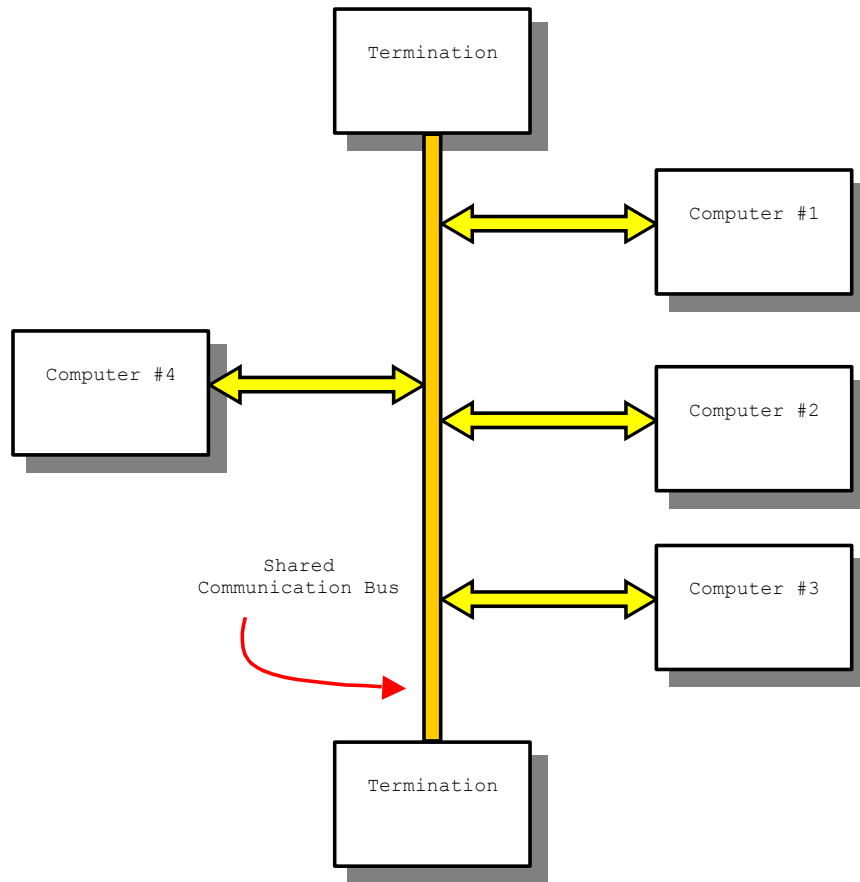 Termination
Computer #1
Computer #4
Computer #2
Shared
Communication Bus
Computer #3
Termination